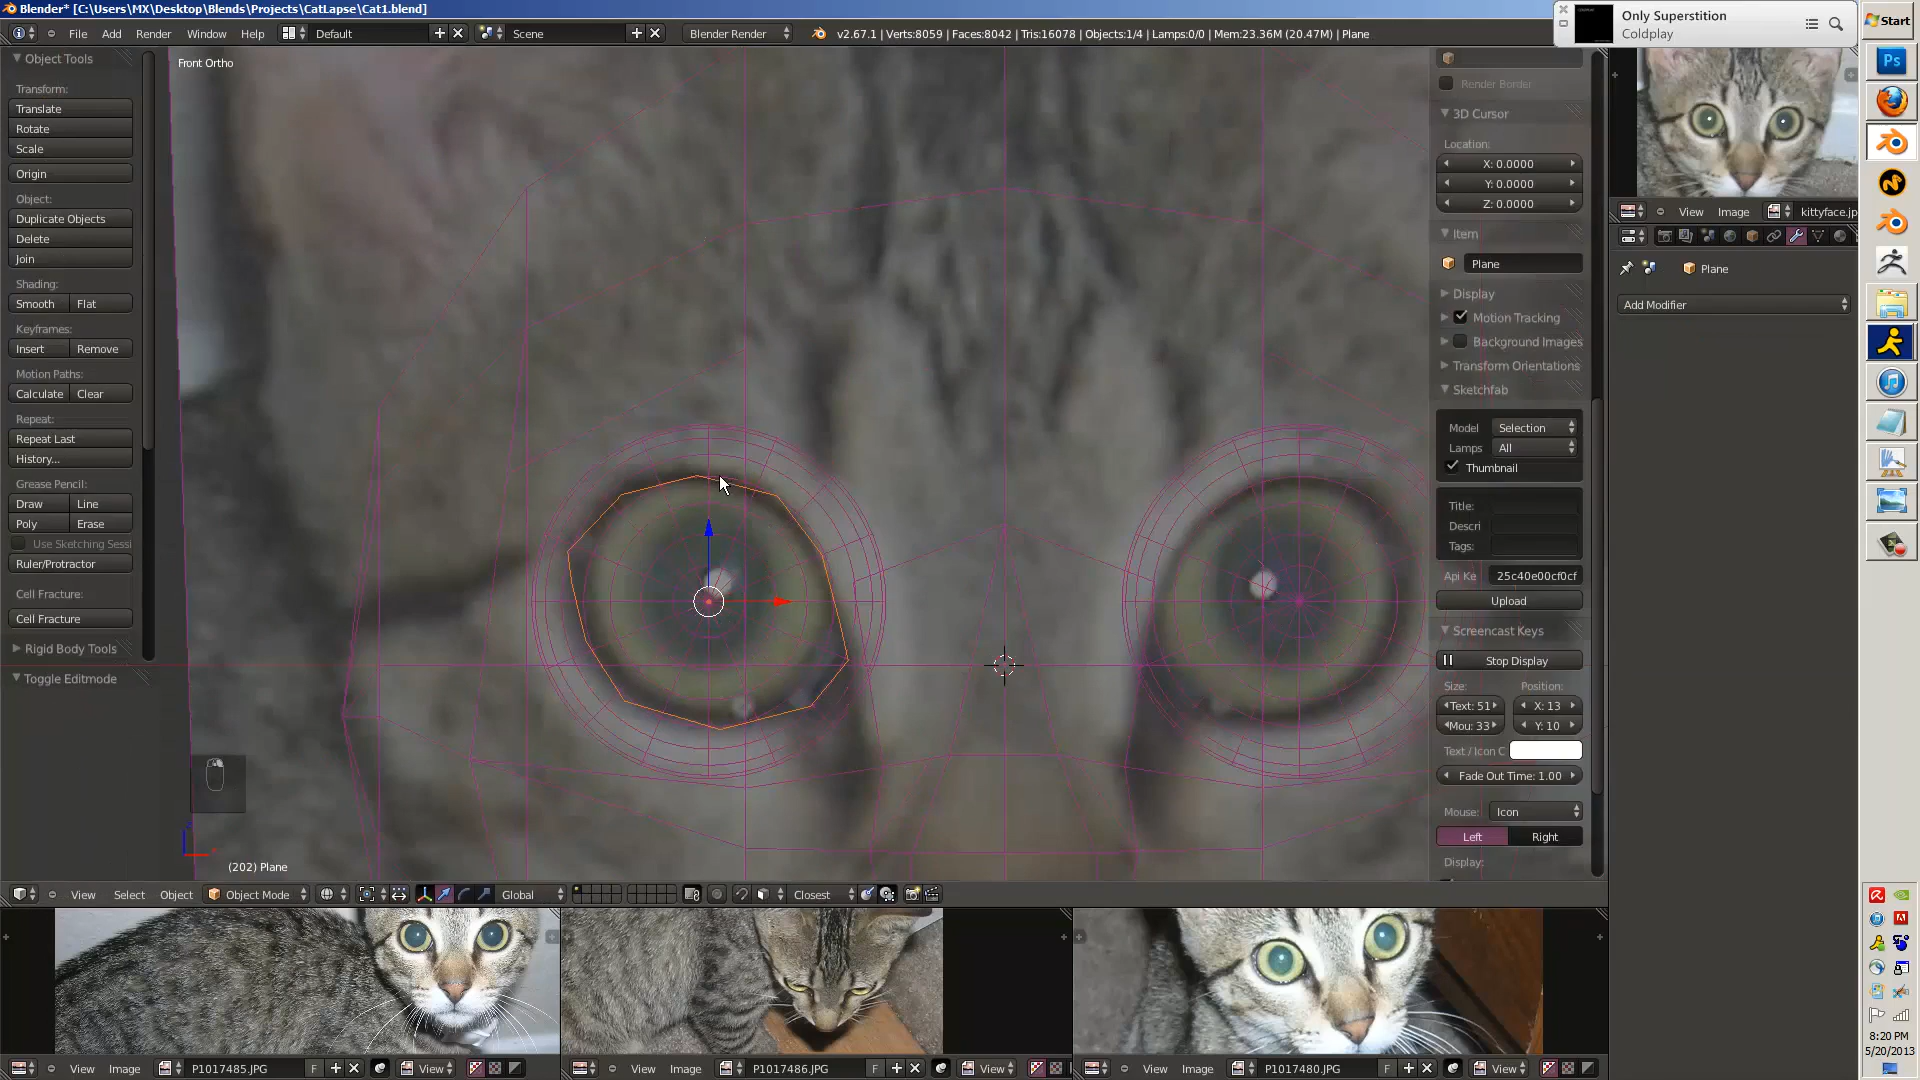 Blender* [C:\Users\MX\Desktop\Blends\Projects\CatLapse\Cat1.blend]
File Add Render Window Help Default Scene Blender Render v2.67.1 | Verts:8059 | Faces:8042 | Tris:16078 | Objects:1/4 | Lamps:0/0 | Mem:23.36M (20.47M) | Plane
Only Superstition
Coldplay
Start
Object Tools
Transform:
Translate
Rotate
Scale
Origin
Object:
Duplicate Objects
Delete
Join
Shading:
Smooth Flat
Keyframes:
Insert Remove
Motion Paths:
Calculate Clear
Repeat:
Repeat Last
History...
Grease Pencil:
Draw Line
Poly Erase
Use Sketching Sessi
Ruler/Protractor
Cell Fracture:
Cell Fracture
Rigid Body Tools
Toggle Editmode
Front Ortho
(202) Plane
Render Border
3D Cursor
Location:
X: 0.0000
Y: 0.0000
Z: 0.0000
Item
Plane
Display
Motion Tracking
Background Images
Transform Orientations
Sketchfab
Model Selection
Lamps All
Thumbnail
Title:
Descri
Tags:
Api Ke 25c40e00cf0cf
Upload
Screencast Keys
Stop Display
Size: Position:
Text: 51 X: 13
Mou: 33 Y: 10
Text / Icon C
Fade Out Time: 1.00
Mouse: Icon
Left Right
Display:
View Image kittyface.jp
Plane
Add Modifier
Ps
View Select Object Object Mode Global Closest
View Image P1017485.JPG F View
View Image P1017486.JPG F View
View Image P1017480.JPG F View
8:20 PM
5/20/2013